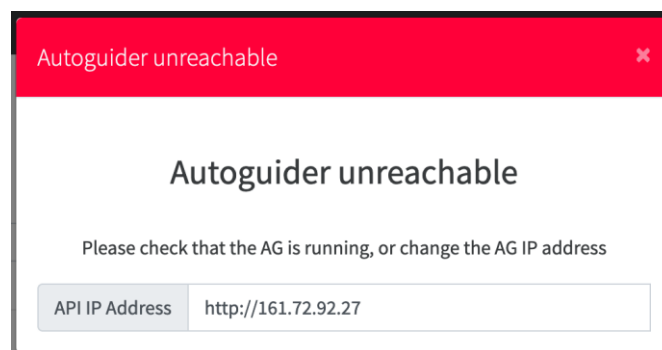 Autoguider unreachable
Autoguider unreachable
Please check that the AG is running, or change the AG IP address
API IP Address http://161.72.92.27